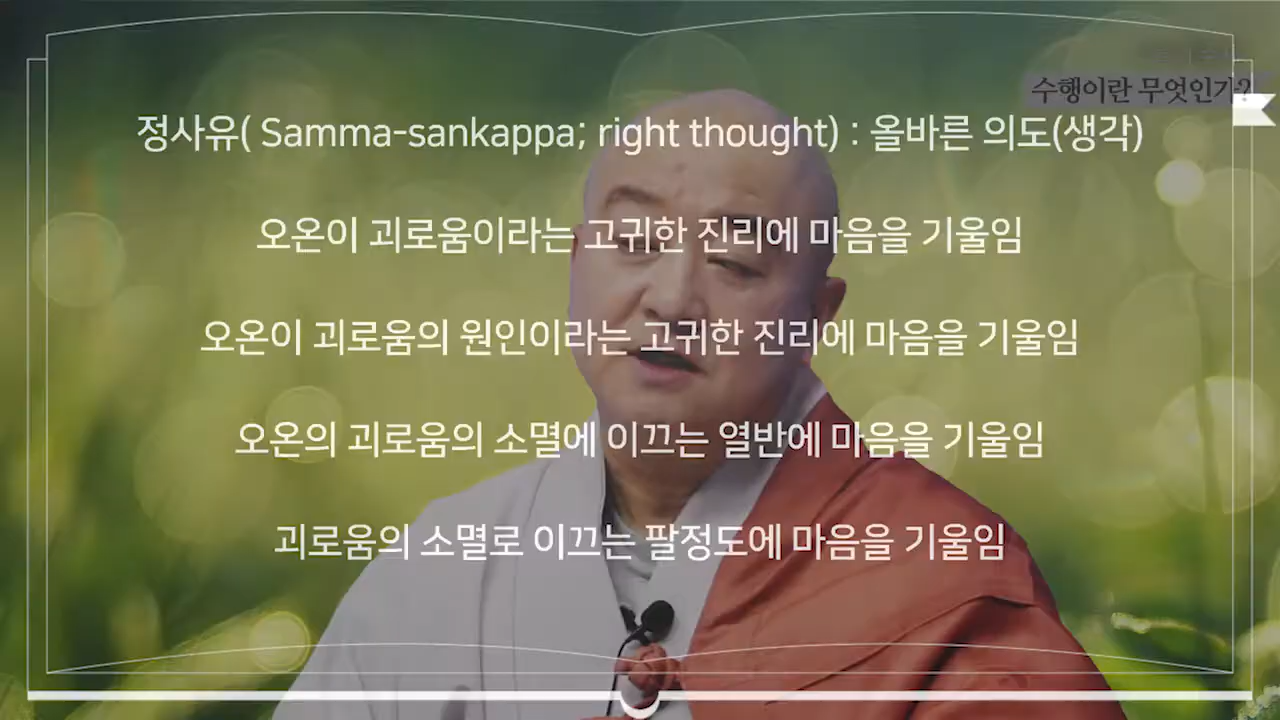 수행이란 무엇인가?
정사유( Samma-sankappa; right thought) : 올바른 의도(생각)
오온이 괴로움이라는 고귀한 진리에 마음을 기울임
오온이 괴로움의 원인이라는 고귀한 진리에 마음을 기울임
오온의 괴로움의 소멸에 이끄는 열반에 마음을 기울임
괴로움의 소멸로 이끄는 팔정도에 마음을 기울임